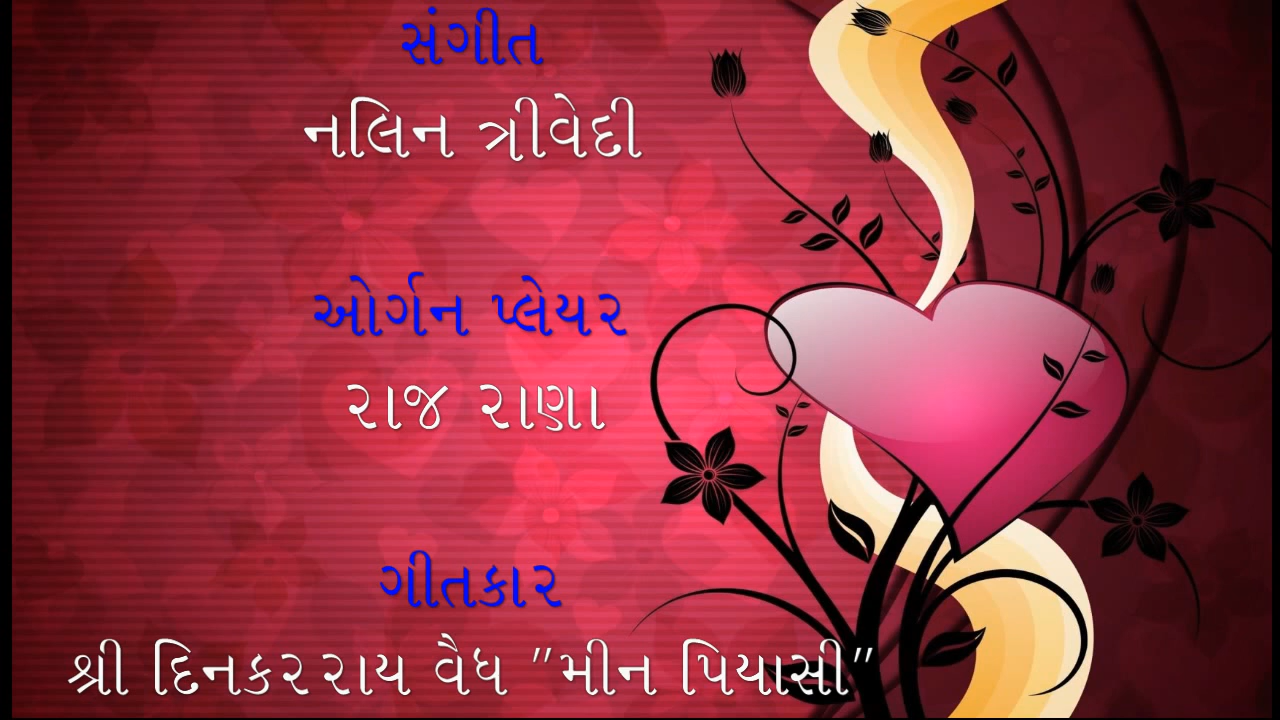 સંગીત
નલિન ત્રીવેદી
ઓર્ગન પ્લેયર
રાજ રાણા
ગીતકાર
શ્રી દિનકરરાય વૈધ "મીન પિયાસી"